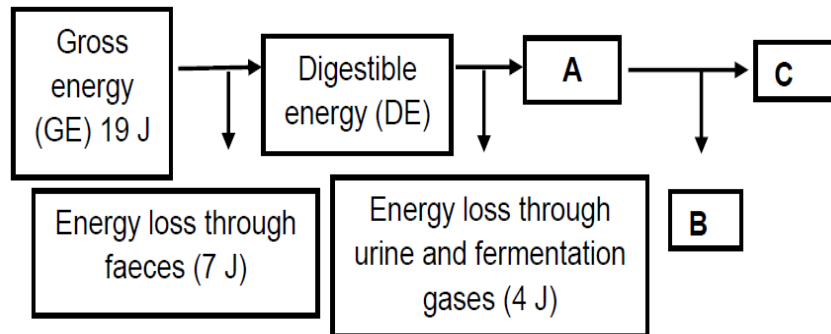 Gross
energy
(GE) 19 J
Digestible
energy (DE)
A
C
Energy loss through
faeces (7 J)
Energy loss through
urine and fermentation
gases (4 J)
B